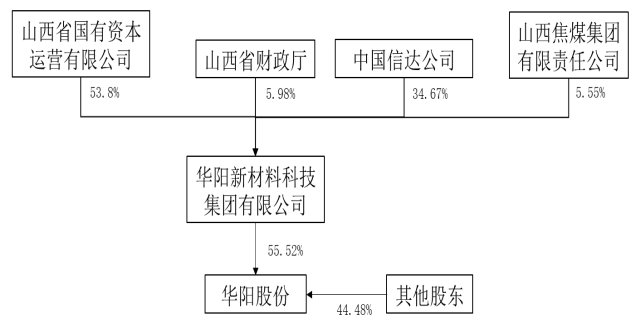 山西省国有资本
运营有限公司
山西省财政厅
中国信达公司
山西焦煤集团
有限责任公司
53.8%
5.98%
34.67%
5.55%
华阳新材料科技
集团有限公司
55.52%
华阳股份
44.48%
其他股东